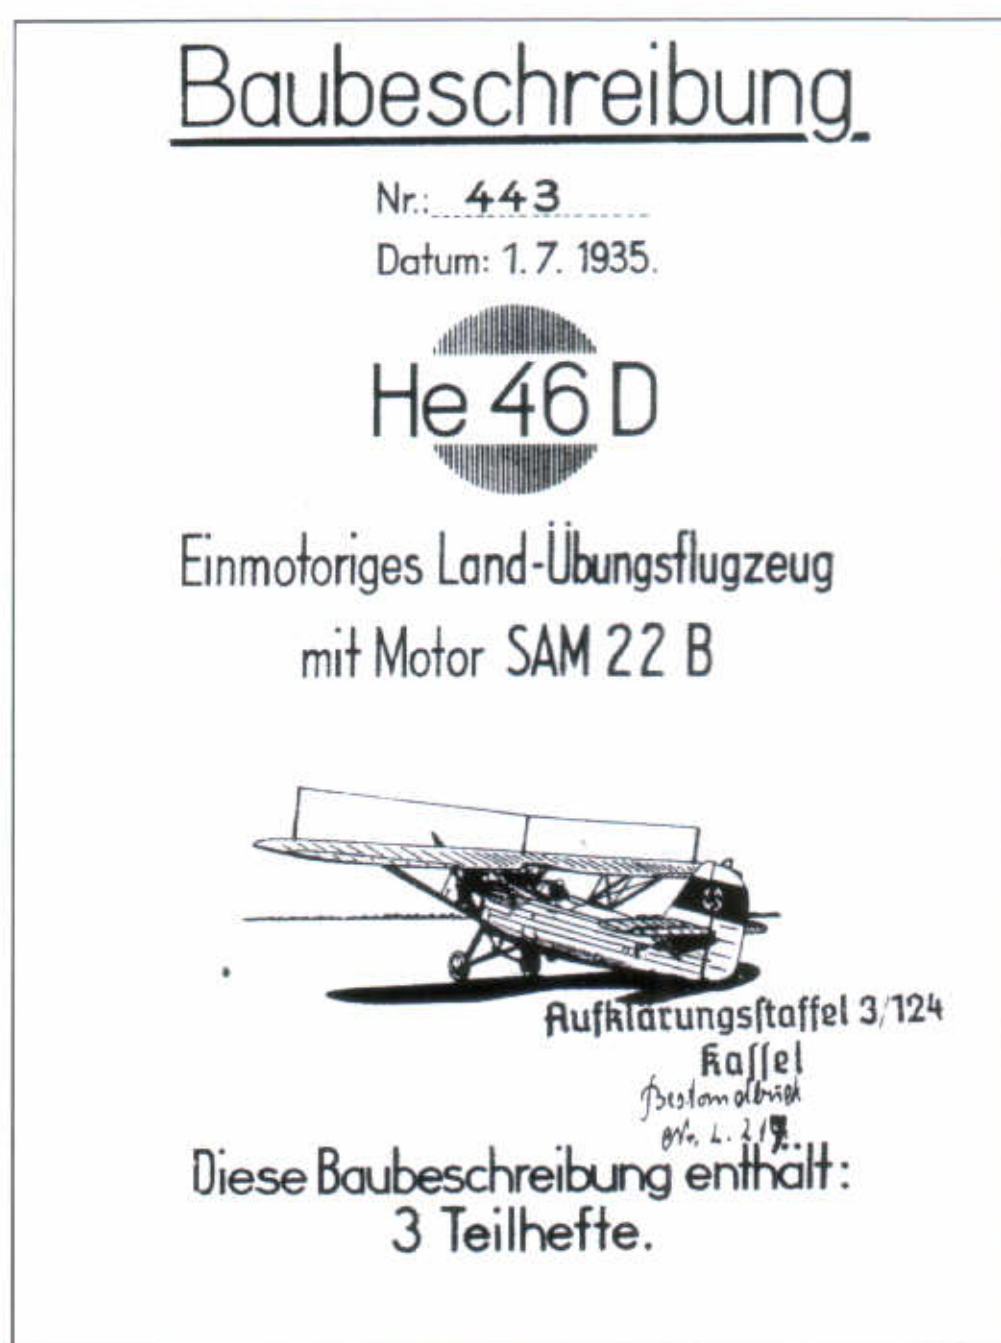 Baubeschreibung
Nr.: 443
Datum: 1. 7. 1935.
He 46 D
Einmotoriges Land-Übungsflugzeug
mit Motor SAM 22 B
Aufklärungsſtaffel 3/124
Kaſſel
Nr. L.
Diese Baubeschreibung enthält:
3 Teilhefte.